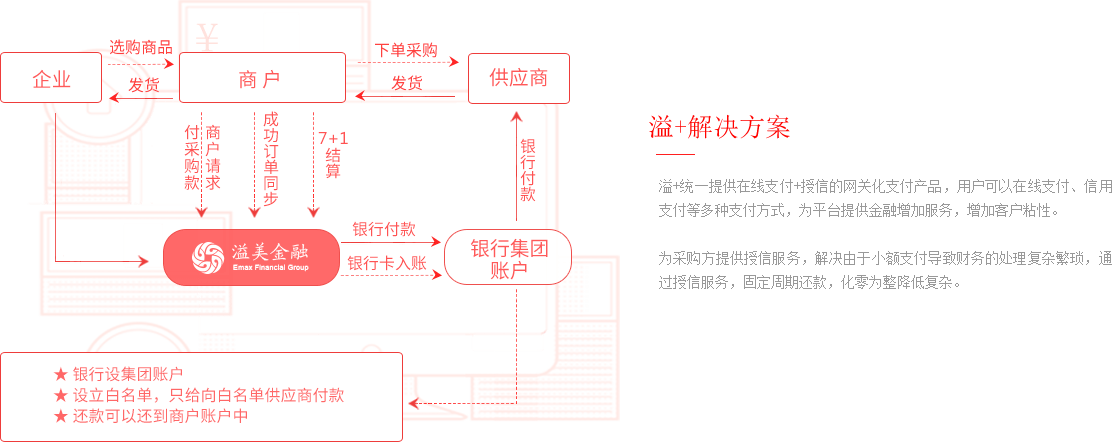 选购商品
下单采购
企业
商户
供应商
发货
发货
商户请求
付采购款
成功订单同步
7+1
结算
银行付款
溢美金融
Emax Financial Group
银行付款
银行卡入账
银行集团
账户
★ 银行设集团账户
★ 设立白名单，只给向白名单供应商付款
★ 还款可以还到商户账户中
溢+解决方案
溢+统一提供在线支付+授信的网关化支付产品，用户可以在线支付、信用
支付等多种支付方式，为平台提供金融增加服务，增加客户粘性。
为采购方提供授信服务，解决由于小额支付导致财务的处理复杂繁琐，通
过授信服务，固定周期还款，化零为整降低复杂。